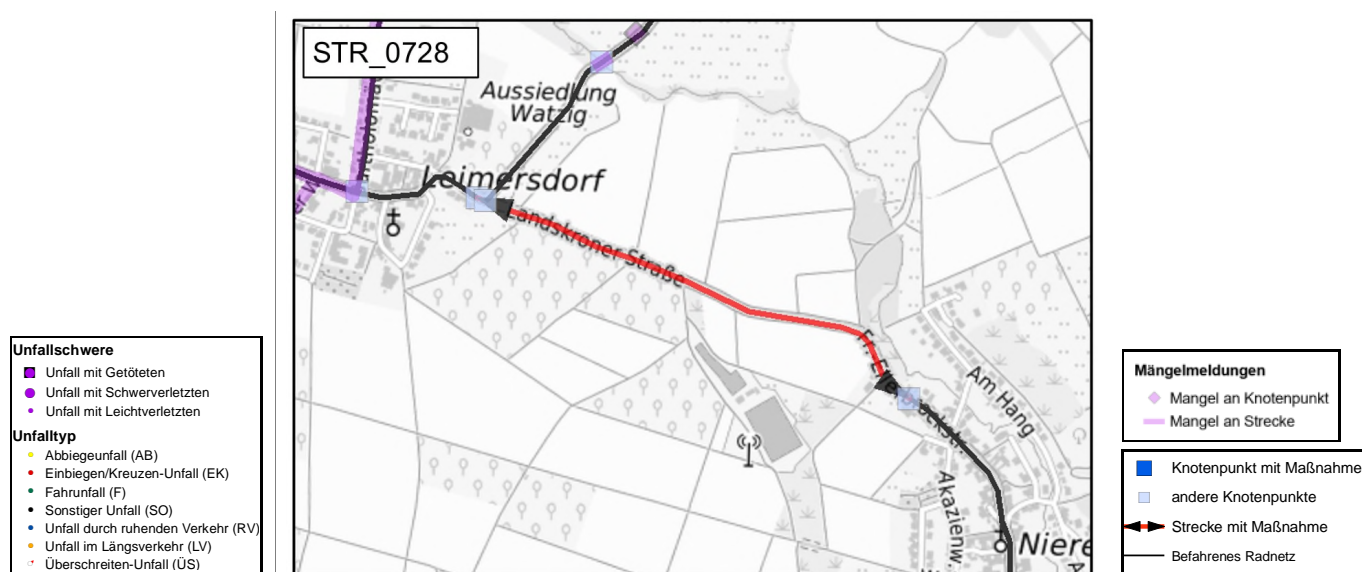 STR_0728
Aussiedlung
Watzig
Leimersdorf
Landskroner Straße
Am Hang
Akazienw.
Niere
Unfallschwere
Unfall mit Getöteten
Unfall mit Schwerverletzten
Unfall mit Leichtverletzten
Unfalltyp
Abbiegeunfall (AB)
Einbiegen/Kreuzen-Unfall (EK)
Fahrunfall (F)
Sonstiger Unfall (SO)
Unfall durch ruhenden Verkehr (RV)
Unfall im Längsverkehr (LV)
Überschreiten-Unfall (ÜS)
Mängelmeldungen
Mangel an Knotenpunkt
Mangel an Strecke
Knotenpunkt mit Maßnahme
andere Knotenpunkte
Strecke mit Maßnahme
Befahrenes Radnetz